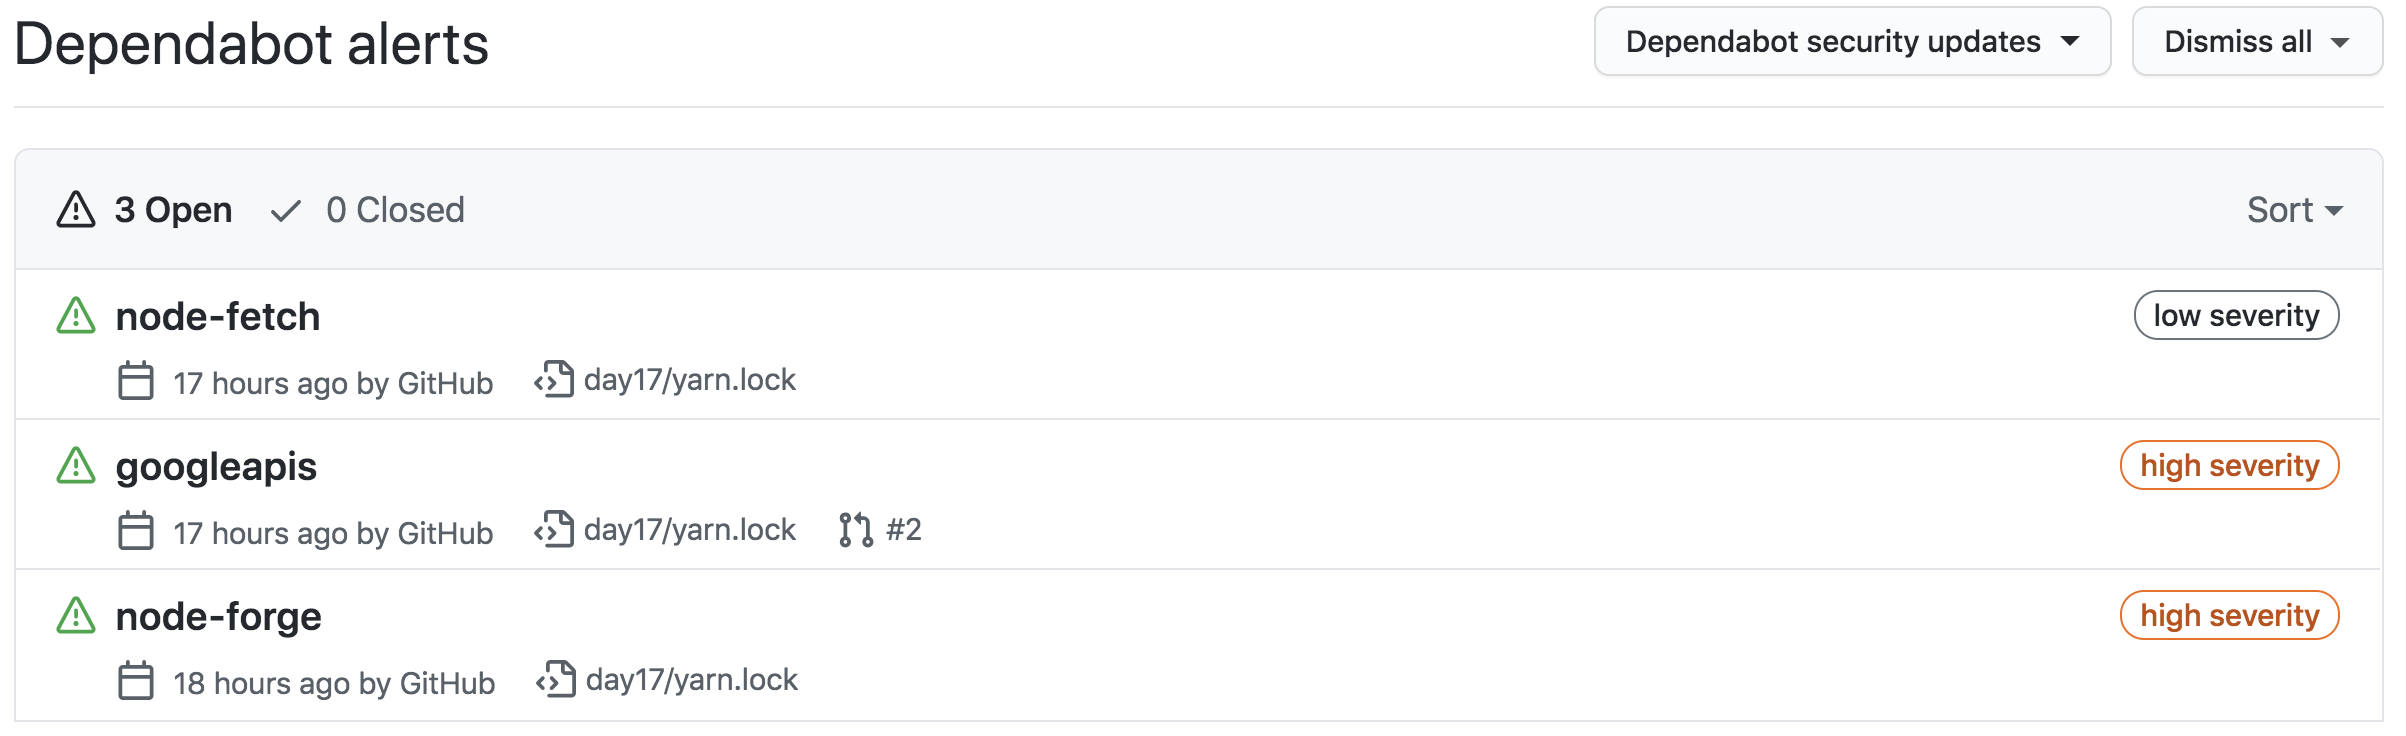 Dependabot alerts
Dependabot security updates
Dismiss all
3 Open 0 Closed
Sort
node-fetch
low severity
17 hours ago by GitHub day17/yarn.lock
googleapis
high severity
17 hours ago by GitHub day17/yarn.lock #2
node-forge
high severity
18 hours ago by GitHub day17/yarn.lock